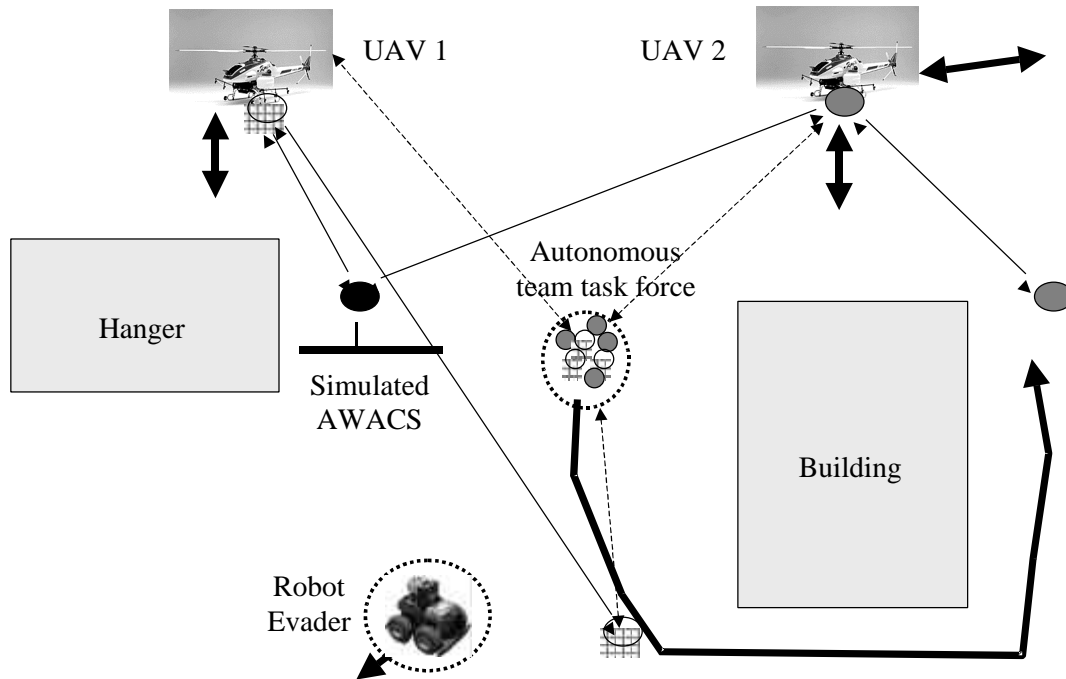 UAV 1
UAV 2
Autonomous
team task force
Hanger
Simulated
AWACS
Building
Robot
Evader